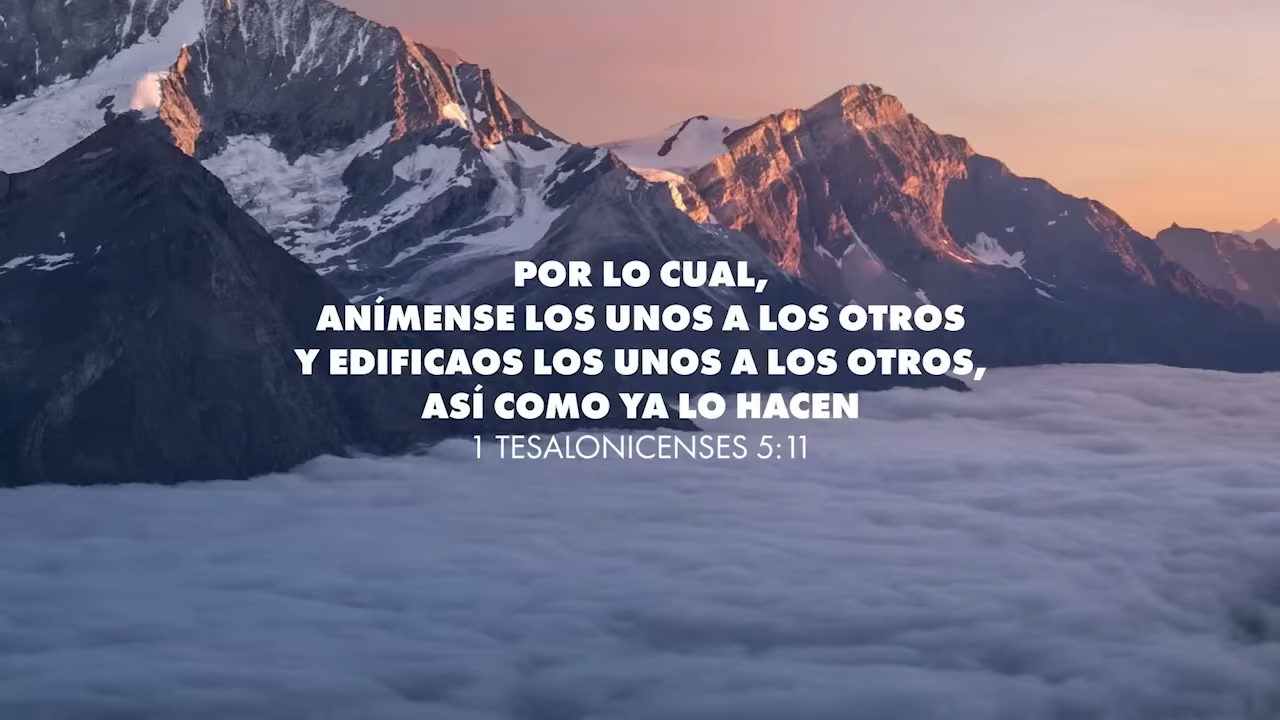 POR LO CUAL,
ANÍMENSE LOS UNOS A LOS OTROS
Y EDIFICAOS LOS UNOS A LOS OTROS,
ASÍ COMO YA LO HACEN
1 TESALONICENSES 5:11